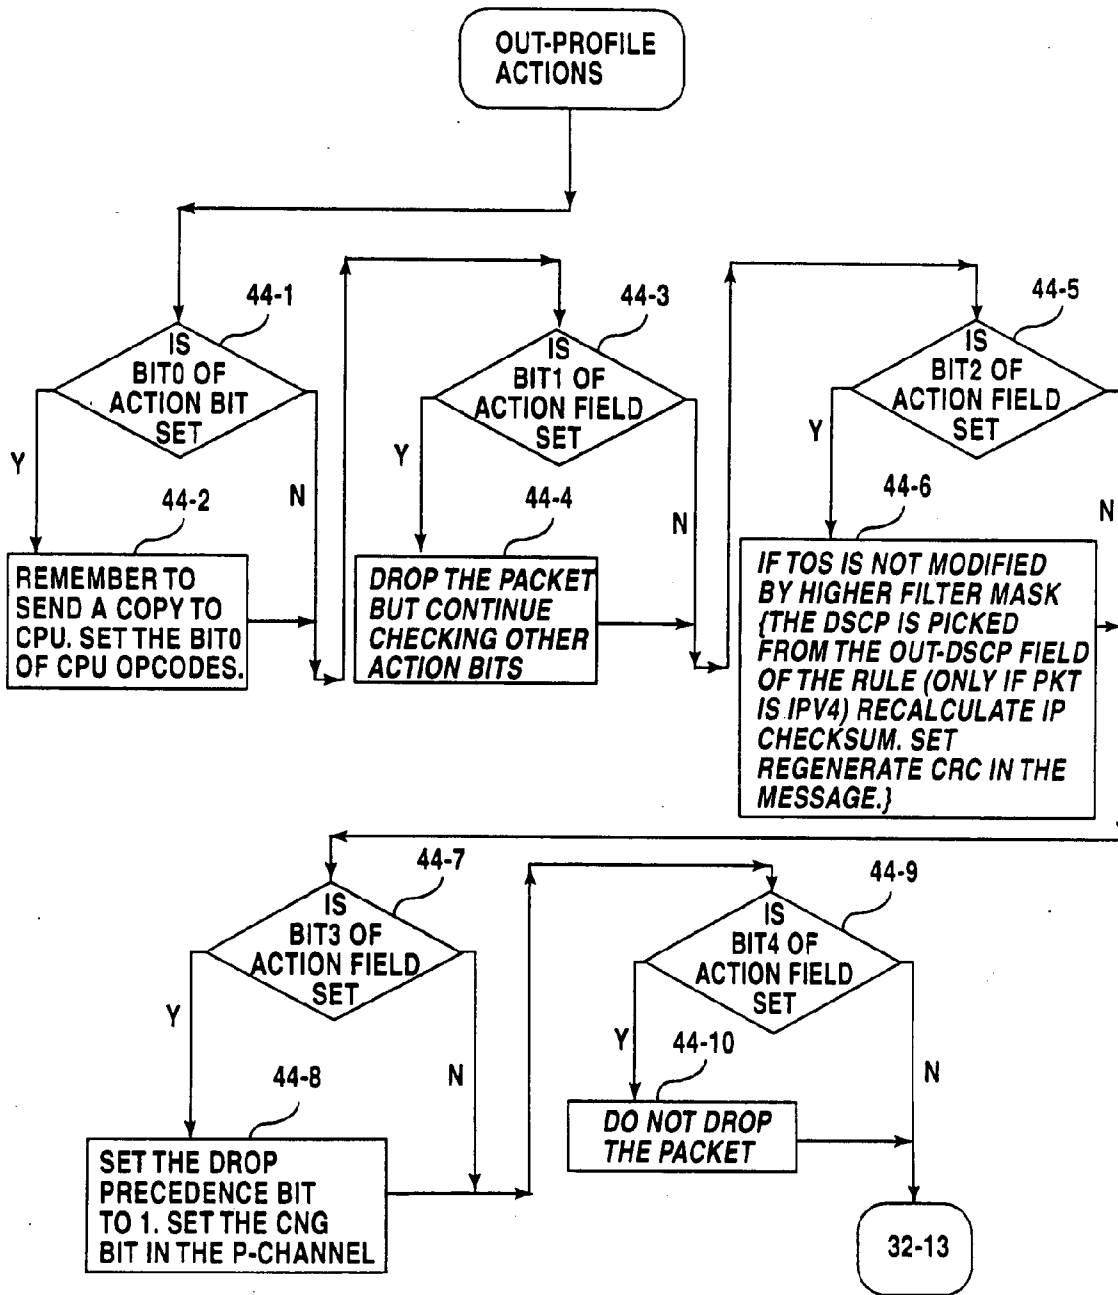 OUT-PROFILE
ACTIONS
44-1
IS
BIT0 OF
ACTION BIT
SET
Y
N
44-2
REMEMBER TO
SEND A COPY TO
CPU. SET THE BIT0
OF CPU OPCODES.
44-3
IS
BIT1 OF
ACTION FIELD
SET
Y
N
44-4
DROP THE PACKET
BUT CONTINUE
CHECKING OTHER
ACTION BITS
44-5
IS
BIT2 OF
ACTION FIELD
SET
Y
N
44-6
IF TOS IS NOT MODIFIED
BY HIGHER FILTER MASK
{THE DSCP IS PICKED
FROM THE OUT-DSCP FIELD
OF THE RULE (ONLY IF PKT
IS IPV4) RECALCULATE IP
CHECKSUM. SET
REGENERATE CRC IN THE
MESSAGE.}
44-7
IS
BIT3 OF
ACTION FIELD
SET
Y
N
44-8
SET THE DROP
PRECEDENCE BIT
TO 1. SET THE CNG
BIT IN THE P-CHANNEL
44-9
IS
BIT4 OF
ACTION FIELD
SET
Y
N
44-10
DO NOT DROP
THE PACKET
32-13